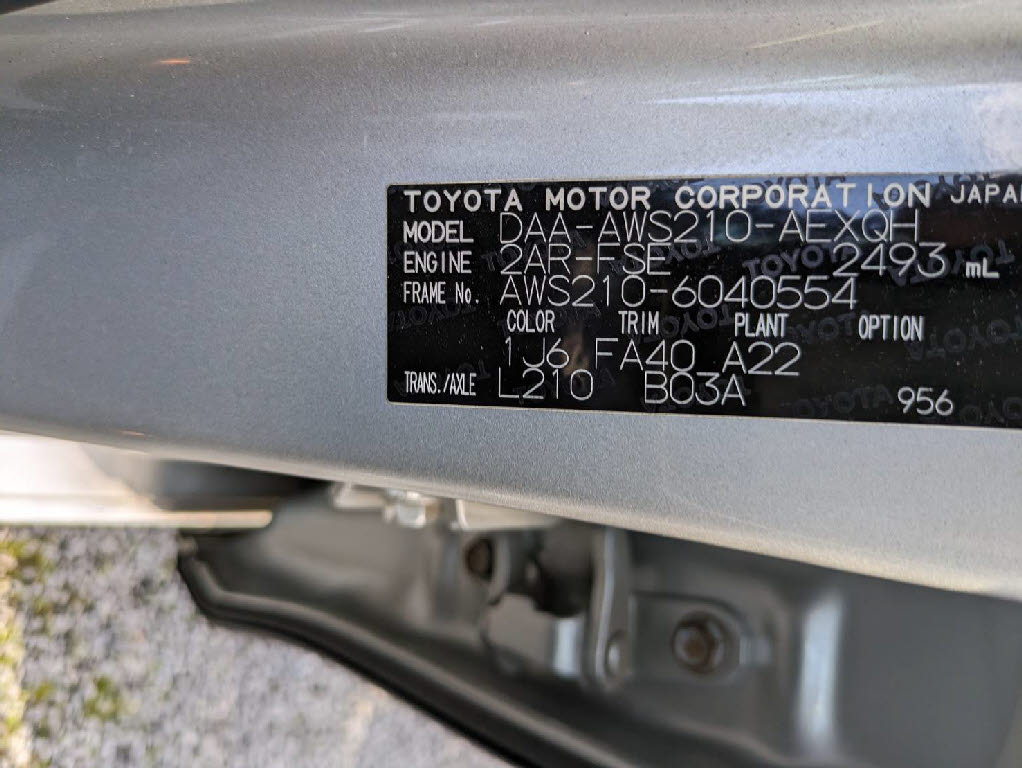 TOYOTA MOTOR CORPORATION JAPAN
MODEL DAA-AWS210-AEXQH
ENGINE 2AR-FSE 2493 mL
FRAME No. AWS210-6040554
COLOR TRIM PLANT OPTION
1J6 FA40 A22
TRANS./AXLE L210 B03A 956